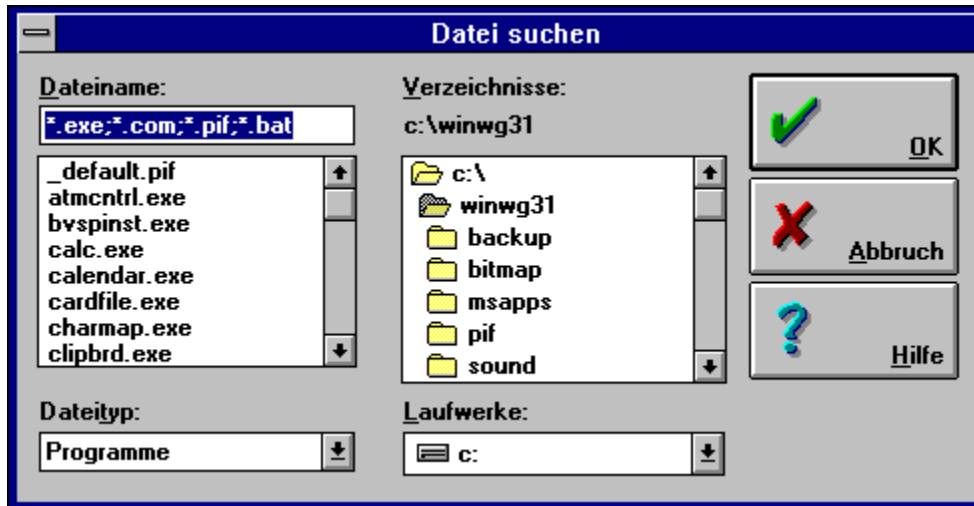 Datei suchen
Dateiname:
*.exe;*.com;*.pif;*.bat
_default.pif
atmcntrl.exe
bvspinst.exe
calc.exe
calendar.exe
cardfile.exe
charmap.exe
clipbrd.exe
Dateityp:
Programme
Verzeichnisse:
c:\winwg31
c:\
winwg31
backup
bitmap
msapps
pif
sound
Laufwerke:
c:
OK
Abbruch
Hilfe